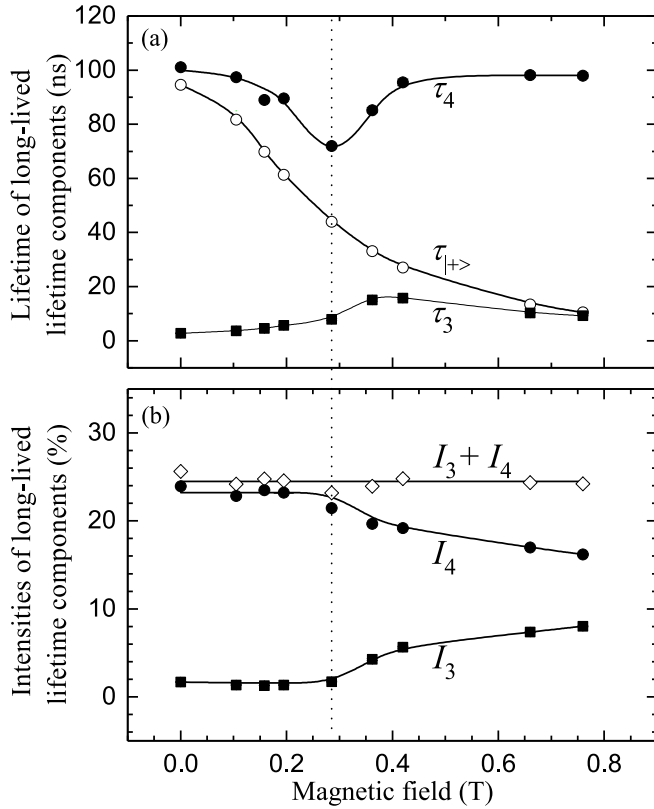 120
(a)
100
80
60
40
20
0
Lifetime of long-lived
lifetime components (ns)
τ4
τ|+>
τ3
(b)
30
20
10
0
Intensities of long-lived
lifetime components (%)
I3 + I4
I4
I3
0.0 0.2 0.4 0.6 0.8
Magnetic field (T)